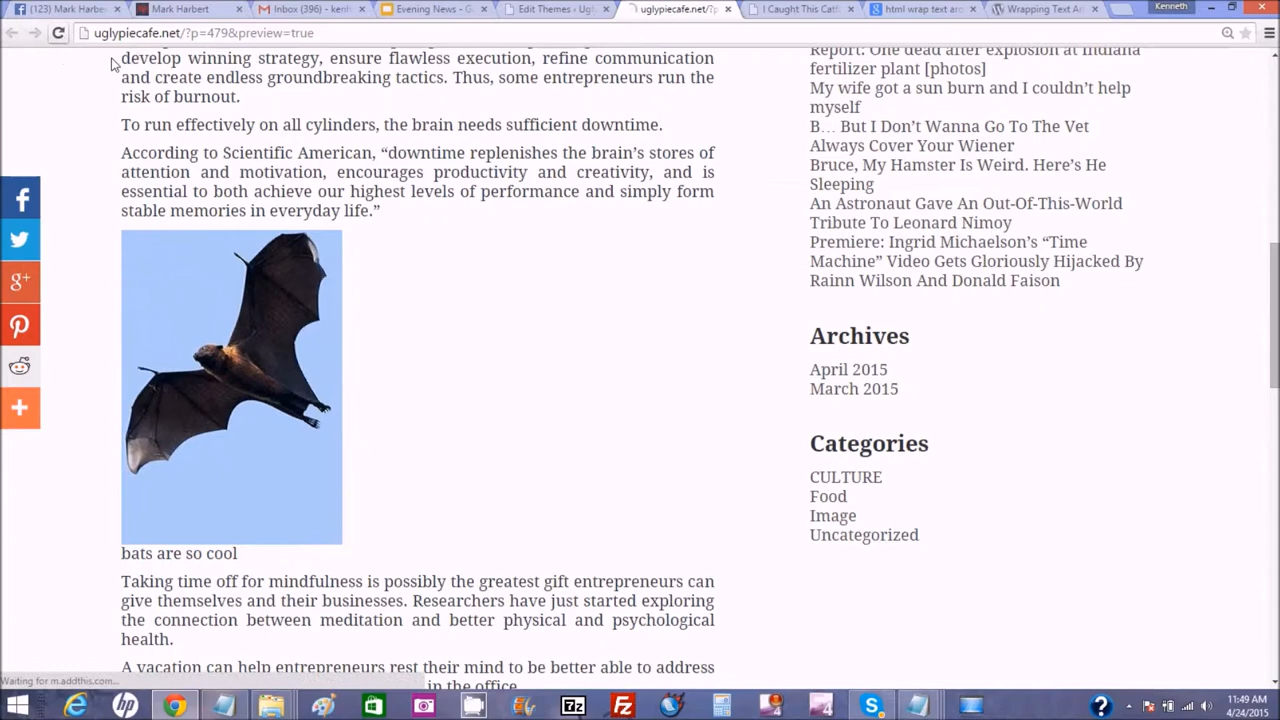 (123) Mark Harbe
Mark Harbert
Inbox (396) - kenh
Evening News - G
Edit Themes ‹ Ugl
uglypiecafe.net/?p
I Caught This Catf
html wrap text aro
Wrapping Text Ar
Kenneth
uglypiecafe.net/?p=479&preview=true
develop winning strategy, ensure flawless execution, refine communication
and create endless groundbreaking tactics. Thus, some entrepreneurs run the
risk of burnout.
To run effectively on all cylinders, the brain needs sufficient downtime.
According to Scientific American, “downtime replenishes the brain’s stores of
attention and motivation, encourages productivity and creativity, and is
essential to both achieve our highest levels of performance and simply form
stable memories in everyday life.”
bats are so cool
Taking time off for mindfulness is possibly the greatest gift entrepreneurs can
give themselves and their businesses. Researchers have just started exploring
the connection between meditation and better physical and psychological
health.
A vacation can help entrepreneurs rest their mind to be better able to address
in the office
Report: One dead after explosion at Indiana
fertilizer plant [photos]
My wife got a sun burn and I couldn’t help
myself
B… But I Don’t Wanna Go To The Vet
Always Cover Your Wiener
Bruce, My Hamster Is Weird. Here’s He
Sleeping
An Astronaut Gave An Out-Of-This-World
Tribute To Leonard Nimoy
Premiere: Ingrid Michaelson’s “Time
Machine” Video Gets Gloriously Hijacked By
Rainn Wilson And Donald Faison
Archives
April 2015
March 2015
Categories
CULTURE
Food
Image
Uncategorized
Waiting for m.addthis.com...
11:49 AM
4/24/2015